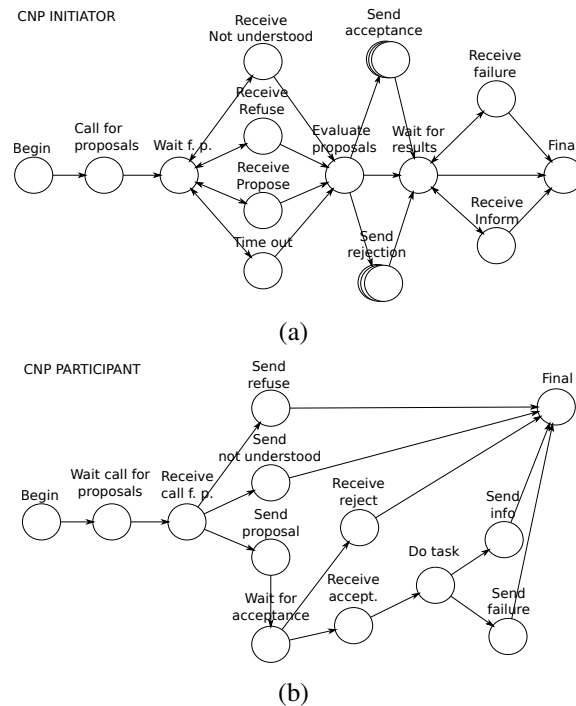 CNP INITIATOR
Receive
Not understood
Send
acceptance
Receive
failure
Receive
Refuse
Begin
Call for
proposals
Wait f. p.
Evaluate
proposals
Wait for
results
Final
Receive
Propose
Receive
Inform
Time out
Send
rejection
(a)
CNP PARTICIPANT
Send
refuse
Final
Send
not understood
Begin
Wait call for
proposals
Receive
call f. p.
Receive
reject
Send
info
Send
proposal
Do task
Wait for
acceptance
Receive
accept.
Send
failure
(b)